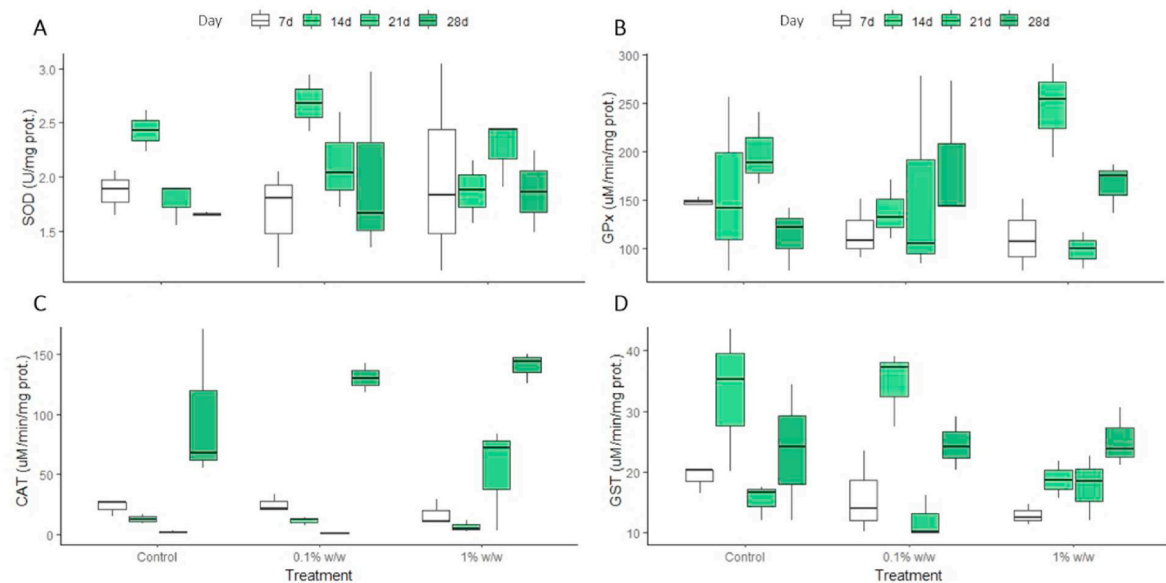 Day 7d 14d 21d 28d
Day 7d 14d 21d 28d
A
B
SOD (U/mg prot.)
3.0
2.5
2.0
1.5
GPx (uM/min/mg prot.)
300
250
200
150
100
C
D
CAT (uM/min/mg prot.)
150
100
50
0
GST (uM/min/mg prot.)
40
30
20
10
Control 0.1% w/w 1% w/w
Treatment
Control 0.1% w/w 1% w/w
Treatment